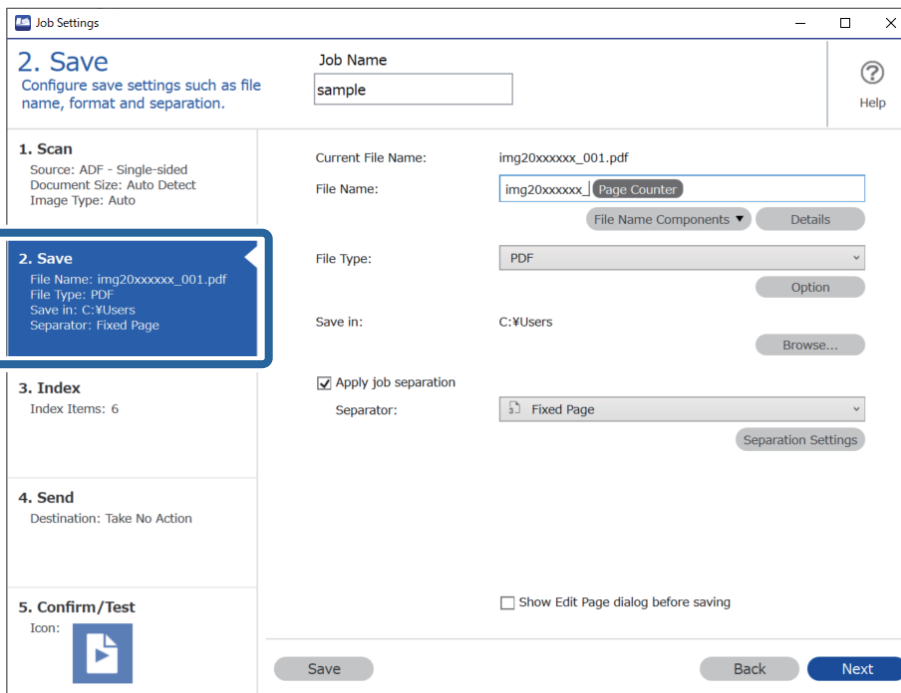 Job Settings
2. Save
Configure save settings such as file
name, format and separation.
Job Name
sample
Help
1. Scan
Source: ADF - Single-sided
Document Size: Auto Detect
Image Type: Auto
2. Save
File Name: img20xxxxxx_001.pdf
File Type: PDF
Save in: C:¥Users
Separator: Fixed Page
3. Index
Index Items: 6
4. Send
Destination: Take No Action
5. Confirm/Test
Icon:
Current File Name: img20xxxxxx_001.pdf
File Name: img20xxxxxx_ Page Counter
File Name Components ▼ Details
File Type: PDF
Option
Save in: C:¥Users
Browse...
Apply job separation
Separator: Fixed Page
Separation Settings
Show Edit Page dialog before saving
Save Back Next